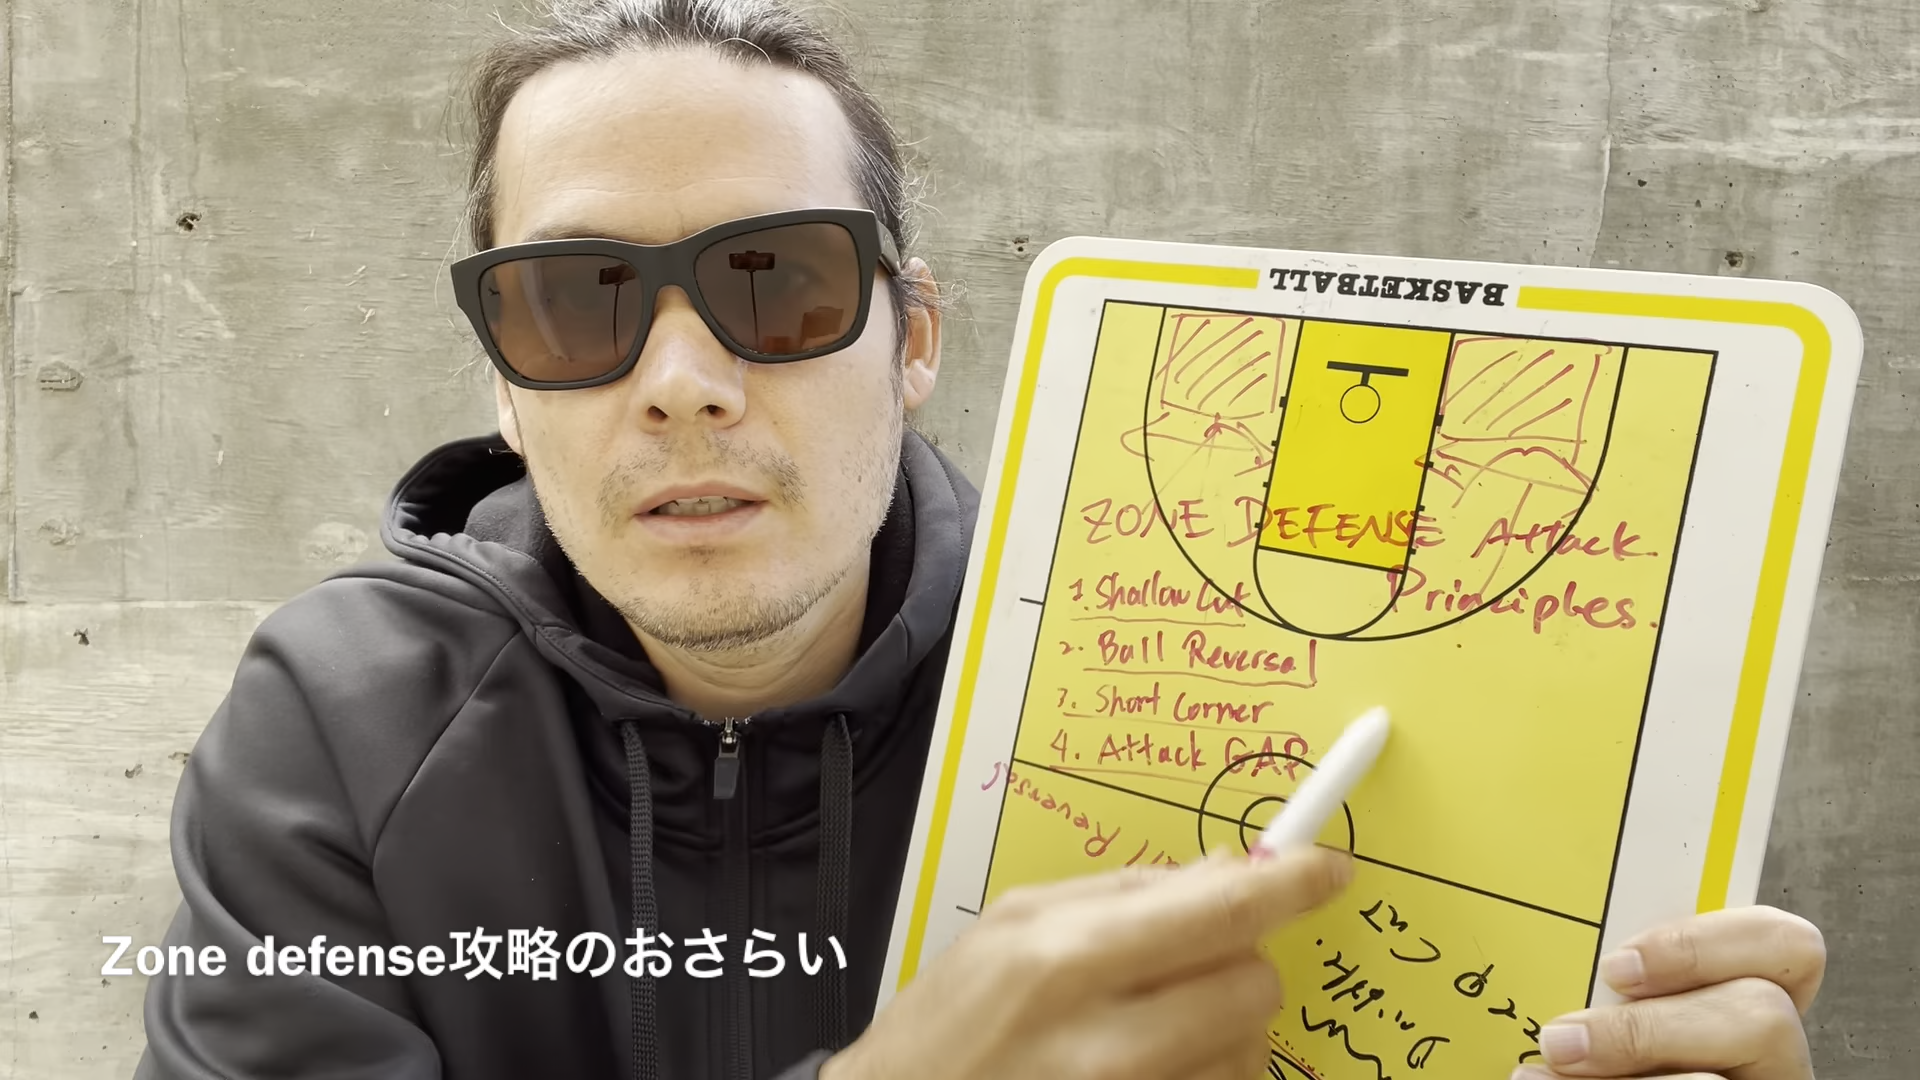 BASKETBALL
ZONE DEFENSE Attack
Principles.
1. Shallow Cut
2. Ball Reversal
3. Short Corner
4. Attack GAP
Reversal
Zone defense攻略のおさらい